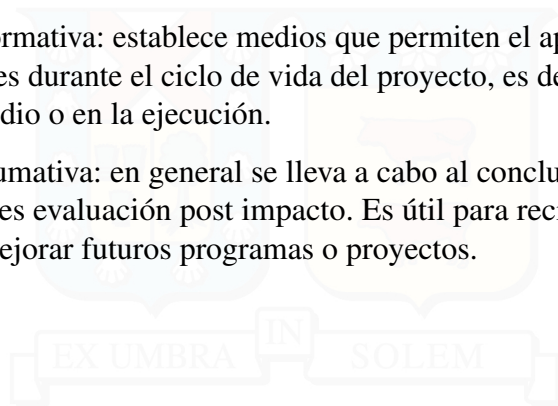 ormativa: establece medios que permiten el ap
es durante el ciclo de vida del proyecto, es de
dio o en la ejecución.
umativa: en general se lleva a cabo al conclu
es evaluación post impacto. Es útil para reci
ejorar futuros programas o proyectos.
EX UMBRA IN SOLEM